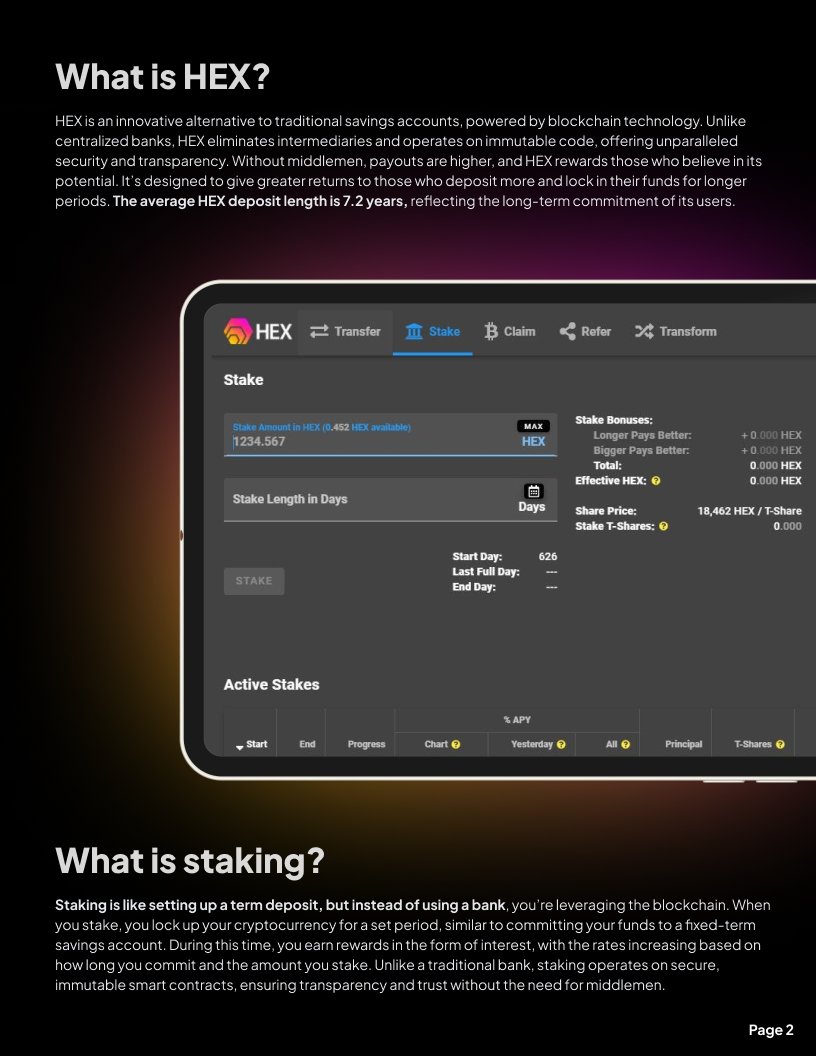 What is HEX?
HEX is an innovative alternative to traditional savings accounts, powered by blockchain technology. Unlike
centralized banks, HEX eliminates intermediaries and operates on immutable code, offering unparalleled
security and transparency. Without middlemen, payouts are higher, and HEX rewards those who believe in its
potential. It's designed to give greater returns to those who deposit more and lock in their funds for longer
periods. The average HEX deposit length is 7.2 years, reflecting the long-term commitment of its users.
HEX Transfer Stake Claim Refer Transform
Stake
Stake Amount in HEX (0.452 HEX available) MAX
1234.567 HEX
Stake Length in Days Days
Stake Bonuses:
Longer Pays Better: + 0.000 HEX
Bigger Pays Better: + 0.000 HEX
Total: 0.000 HEX
Effective HEX: ? 0.000 HEX
Share Price: 18,462 HEX / T-Share
Stake T-Shares: ? 0.000
STAKE
Start Day: 626
Last Full Day: ---
End Day: ---
Active Stakes
% APY
Start End Progress Chart ? Yesterday ? All ? Principal T-Shares ?
What is staking?
Staking is like setting up a term deposit, but instead of using a bank, you're leveraging the blockchain. When
you stake, you lock up your cryptocurrency for a set period, similar to committing your funds to a fixed-term
savings account. During this time, you earn rewards in the form of interest, with the rates increasing based on
how long you commit and the amount you stake. Unlike a traditional bank, staking operates on secure,
immutable smart contracts, ensuring transparency and trust without the need for middlemen.
Page 2